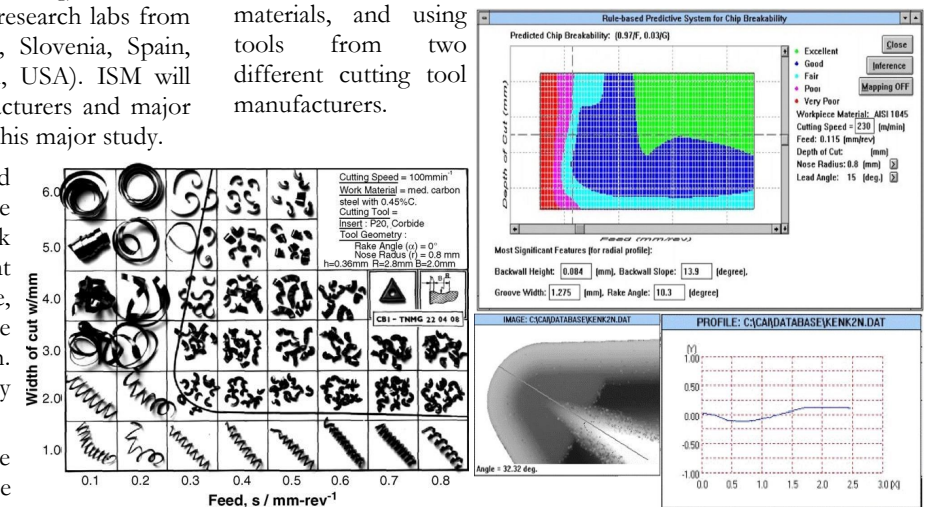 research labs from
, Slovenia, Spain,
, USA). ISM will
cturers and major
his major study.
materials, and using
tools from two
different cutting tool
manufacturers.
d
e
k
nt
e,
e
n.
y
e
e
Cutting Speed = 100mmin⁻¹
Work Material = med. carbon
steel with 0.45%C.
Cutting Tool =
Insert : P20, Corbide
Tool Geometry :
Rake Angle (α) = 0°
Nose Radius (r) = 0.8 mm
h=0.36mm R=2.8mm B=2.0mm
B
CB1 - TNMG 22 04 08
Width of cut w/mm
6.0
5.0
4.0
3.0
2.0
1.0
0.1 0.2 0.3 0.4 0.5 0.6 0.7 0.8
Feed, s / mm-rev⁻¹
Rule-based Predictive System for Chip Breakability
Predicted Chip Breakability: (0.97/F, 0.03/G)
Depth of Cut (mm)
Feed (mm/rev)
Excellent
Good
Fair
Poor
Very Poor
Close
Inference
Mapping OFF
Workpiece Material: AISI 1045
Cutting Speed = 230 (m/min)
Feed: 0.115 (mm/rev)
Depth of Cut: (mm)
Nose Radius: 0.8 (mm)
Lead Angle: 15 (deg.)
Most Significant Features (for radial profile):
Backwall Height: 0.084 (mm), Backwall Slope: 13.9 (degree),
Groove Width: 1.275 (mm), Rake Angle: 10.3 (degree)
IMAGE: C:\CAI\DATABASE\KENK2N.DAT
Angle = 32.32 deg.
PROFILE: C:\CAI\DATABASE\KENK2N.DAT
(Y)
1.00
0.50
0.00
-0.50
-1.00
0.0 0.5 1.0 1.5 2.0 2.5 3.0 (X)